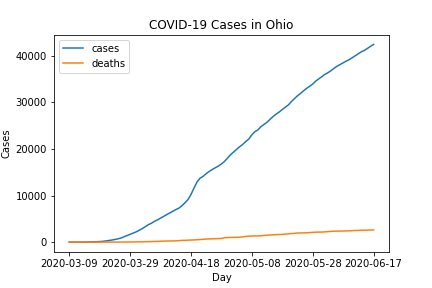 COVID-19 Cases in Ohio
cases
deaths
40000
30000
20000
10000
0
Cases
2020-03-09 2020-03-29 2020-04-18 2020-05-08 2020-05-28 2020-06-17
Day